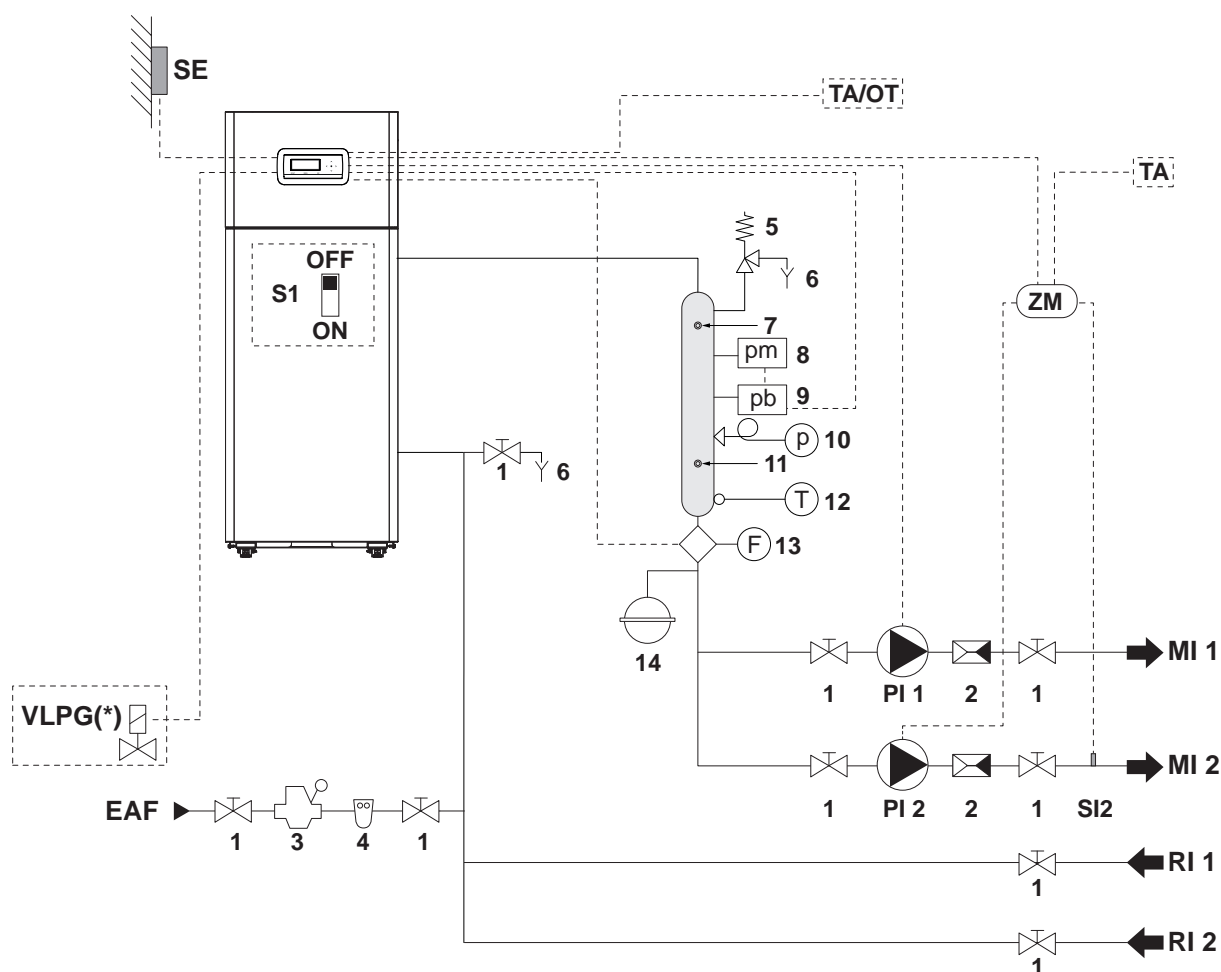 SE
TA/OT
TA
5
6
OFF
S1
ON
ZM
7
pm 8
pb 9
p 10
1 6
11
T 12
F 13
14
MI 1
1 PI 1 2 1
VLPG(*)
MI 2
1 PI 2 2 1 SI2
EAF
1 3 4 1
RI 1
1
RI 2
1